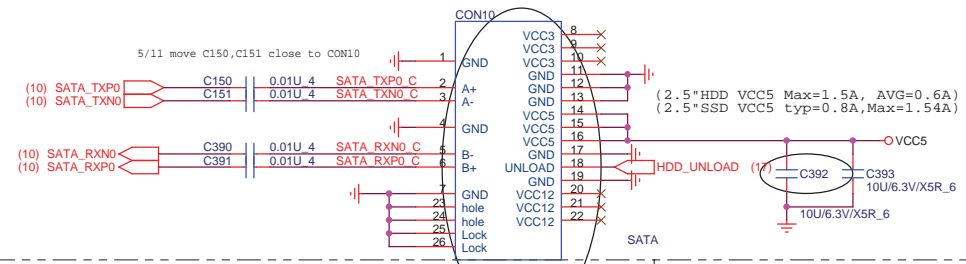 CON10
5/11 move C150,C151 close to CON10
1 GND
(10) SATA_TXP0 C150 0.01U_4 SATA_TXP0_C 2 A+
(10) SATA_TXN0 C151 0.01U_4 SATA_TXN0_C 3 A-
4 GND
(10) SATA_RXN0 C390 0.01U_4 SATA_RXN0_C 5 B-
(10) SATA_RXP0 C391 0.01U_4 SATA_RXP0_C 6 B+
7 GND
23 hole
24 hole
25 Lock
26 Lock
VCC3 8
VCC3 9
VCC3 10
GND 11
GND 12
GND 13
VCC5 14
VCC5 15
VCC5 16
GND 17
UNLOAD 18 HDD_UNLOAD (17)
GND 19
VCC12 20
VCC12 21
VCC12 22
SATA
(2.5"HDD VCC5 Max=1.5A, AVG=0.6A)
(2.5"SSD VCC5 typ=0.8A,Max=1.54A)
VCC5
C392 C393
10U/6.3V/X5R_6
10U/6.3V/X5R_6